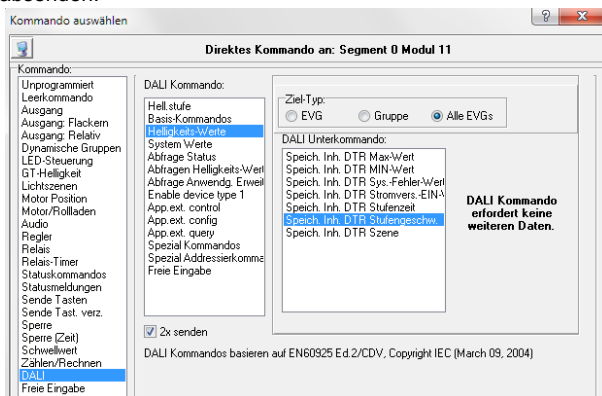 absenden.
Kommando auswählen
Direktes Kommando an: Segment 0 Modul 11
Kommando:
Unprogrammiert
Leerkommando
Ausgang
Ausgang: Flackern
Ausgang: Relativ
Dynamische Gruppen
LED-Steuerung
GT-Helligkeit
Lichtszenen
Motor Position
Motor/Rollladen
Audio
Regler
Relais
Relais-Timer
Statuskommandos
Statusmeldungen
Sende Tasten
Sende Tast. verz.
Sperre
Sperre (Zeit)
Schwellwert
Zählen/Rechnen
DALI
Freie Eingabe
DALI Kommando:
Hell.stufe
Basis-Kommandos
Helligkeits-Werte
System Werte
Abfrage Status
Abfragen Helligkeits-Wert
Abfrage Anwendg. Erweit
Enable device type 1
App.ext. control
App.ext. config
App.ext. query
Spezial Kommandos
Spezial Addressierkomma
Freie Eingabe
2x senden
Ziel-Typ:
EVG Gruppe Alle EVGs
DALI Unterkommando:
Speich. Inh. DTR Max-Wert
Speich. Inh. DTR MIN-Wert
Speich. Inh. DTR Sys.-Fehler-Wert
Speich. Inh. DTR Stromvers.-EIN-
Speich. Inh. DTR Stufenzeit
Speich. Inh. DTR Stufengeschw.
Speich. Inh. DTR Szene
DALI Kommando
erfordert keine
weiteren Daten.
DALI Kommandos basieren auf EN60925 Ed.2/CDV, Copyright IEC (March 09, 2004)